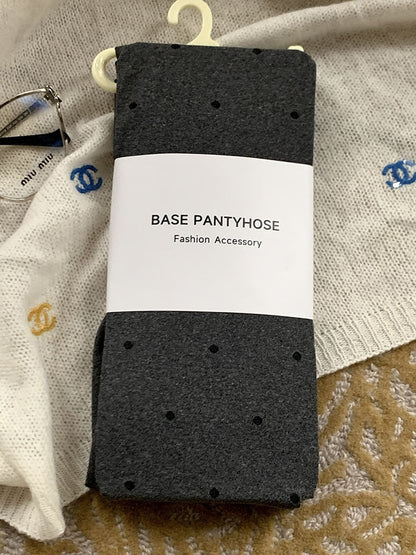 miu miu
BASE PANTYHOSE
Fashion Accessory